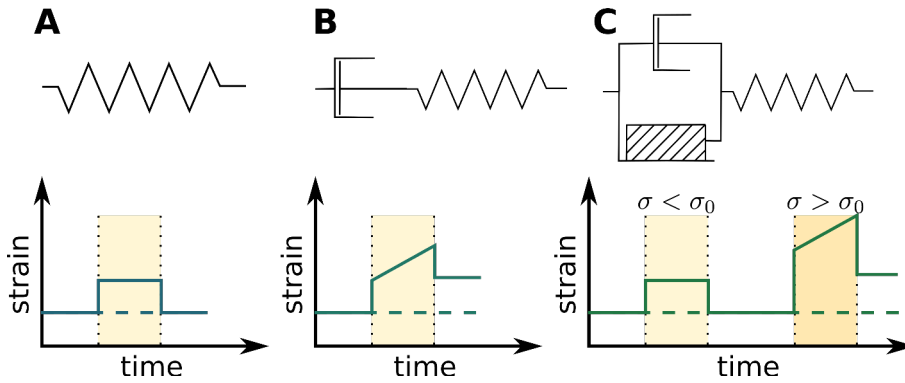 A
B
C
σ < σ₀
σ > σ₀
strain
strain
strain
time
time
time